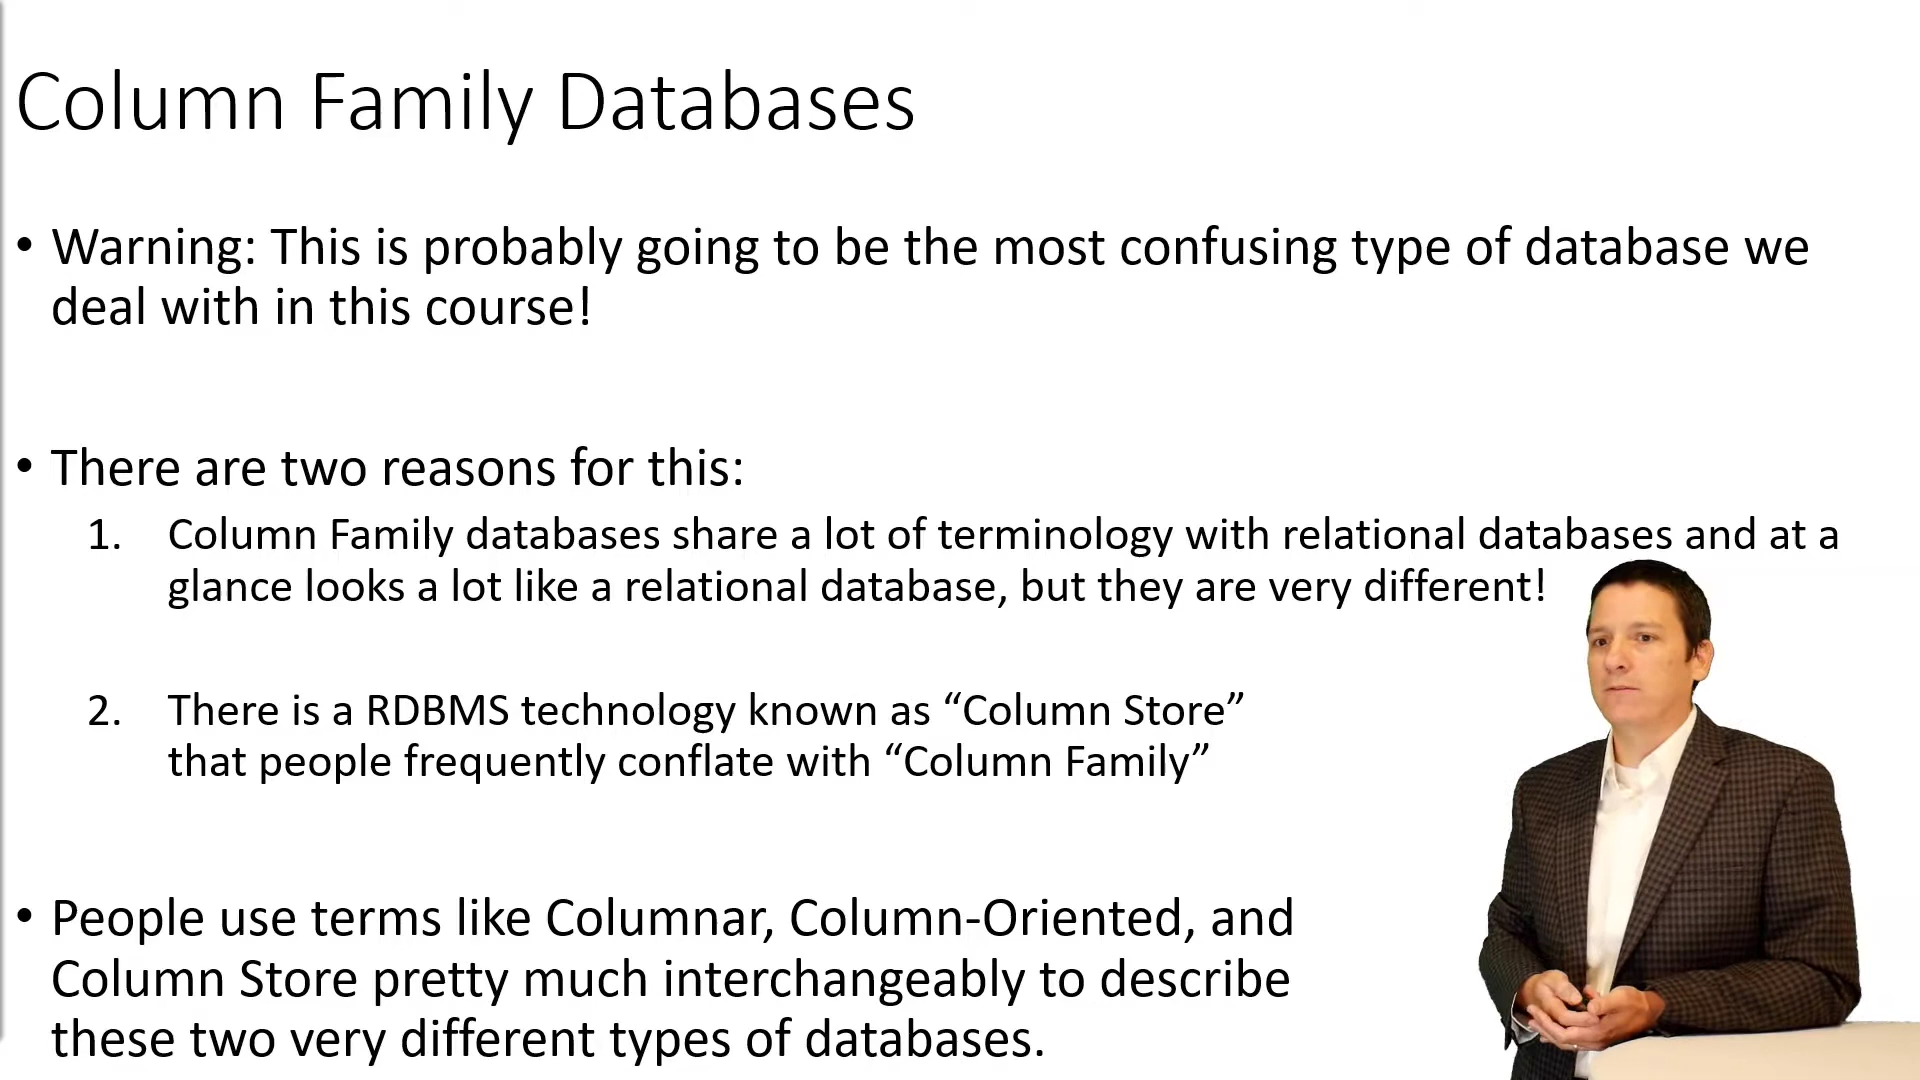 Column Family Databases
• Warning: This is probably going to be the most confusing type of database we
deal with in this course!
• There are two reasons for this:
1. Column Family databases share a lot of terminology with relational databases and at a
glance looks a lot like a relational database, but they are very different!
2. There is a RDBMS technology known as “Column Store”
that people frequently conflate with “Column Family”
• People use terms like Columnar, Column-Oriented, and
Column Store pretty much interchangeably to describe
these two very different types of databases.